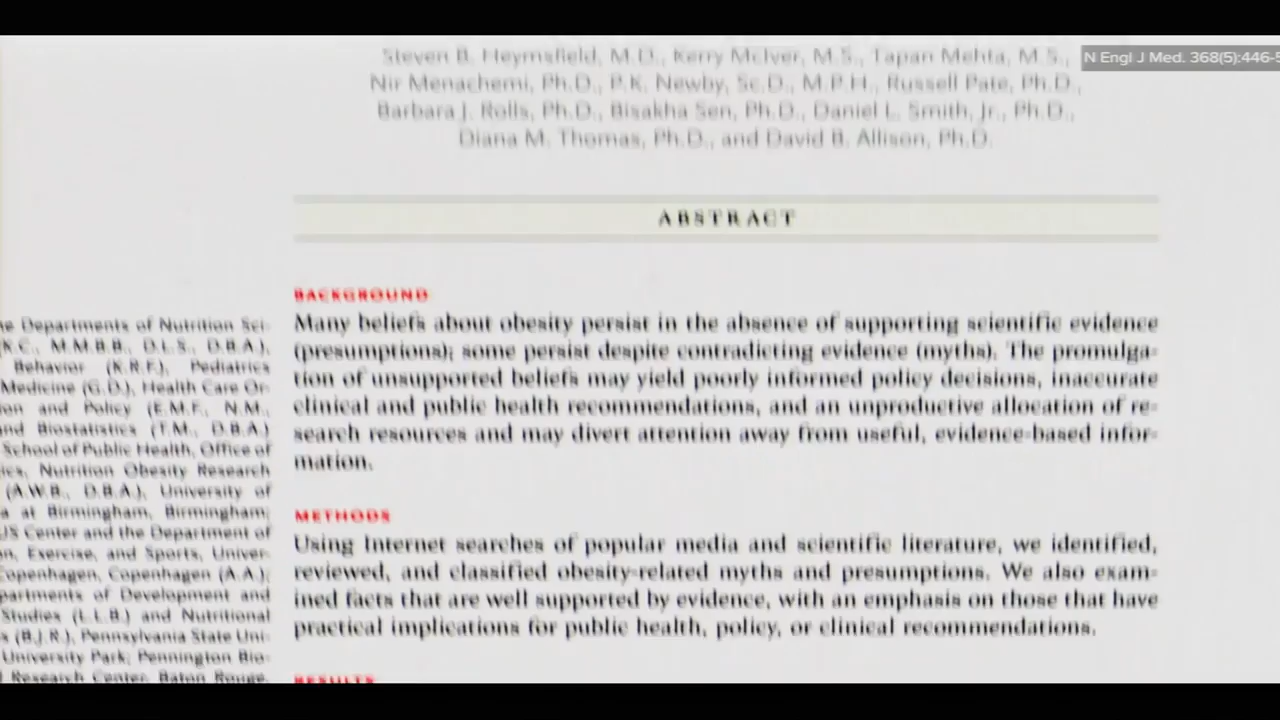 Steven B. Heymsfield, M.D., Kerry McIver, M.S., Tapan Mehta, M.S.,
N Engl J Med. 368(5):446-5
Nir Menachemi, Ph.D., P.K. Newby, Sc.D., M.P.H., Russell Pate, Ph.D.,
Barbara J. Rolls, Ph.D., Bisakha Sen, Ph.D., Daniel L. Smith, Jr., Ph.D.,
Diana M. Thomas, Ph.D., and David B. Allison, Ph.D.
ABSTRACT
BACKGROUND
Many beliefs about obesity persist in the absence of supporting scientific evidence
(presumptions); some persist despite contradicting evidence (myths). The promulga-
tion of unsupported beliefs may yield poorly informed policy decisions, inaccurate
clinical and public health recommendations, and an unproductive allocation of re-
search resources and may divert attention away from useful, evidence-based infor-
mation.
METHODS
Using Internet searches of popular media and scientific literature, we identified,
reviewed, and classified obesity-related myths and presumptions. We also exam-
ined facts that are well supported by evidence, with an emphasis on those that have
practical implications for public health, policy, or clinical recommendations.
RESULTS
he Departments of Nutrition Sci-
K.C., M.M.B.B., D.L.S., D.B.A.),
Behavior (K.R.F.), Pediatrics
Medicine (G.D.), Health Care Or-
ion and Policy (E.M.F., N.M.,
and Biostatistics (T.M., D.B.A.)
School of Public Health, Office of
ics, Nutrition Obesity Research
(A.W.B., D.B.A.), University of
a at Birmingham, Birmingham;
US Center and the Department of
on, Exercise, and Sports, Univer-
Copenhagen, Copenhagen (A.A.);
partments of Development and
Studies (L.L.B.) and Nutritional
s (B.J.R.), Pennsylvania State Uni-
University Park; Pennington Bio-
l Research Center, Baton Rouge,